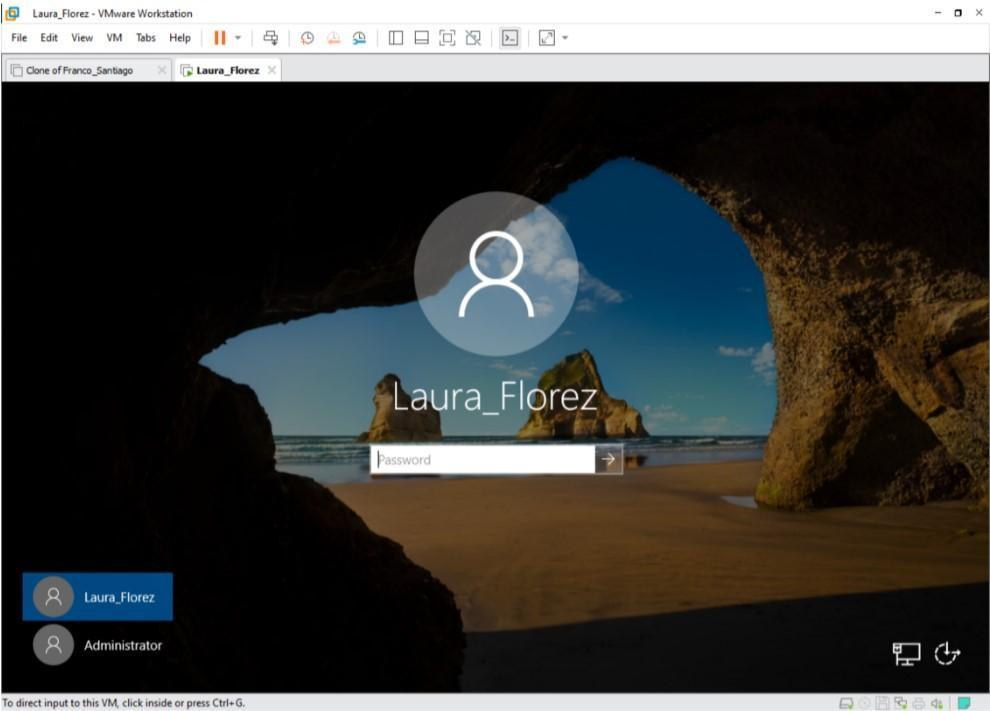 Laura_Florez - VMware Workstation
File Edit View VM Tabs Help
Clone of Franco_Santiago Laura_Florez
Laura_Florez
Password
Laura_Florez
Administrator
To direct input to this VM, click inside or press Ctrl+G.